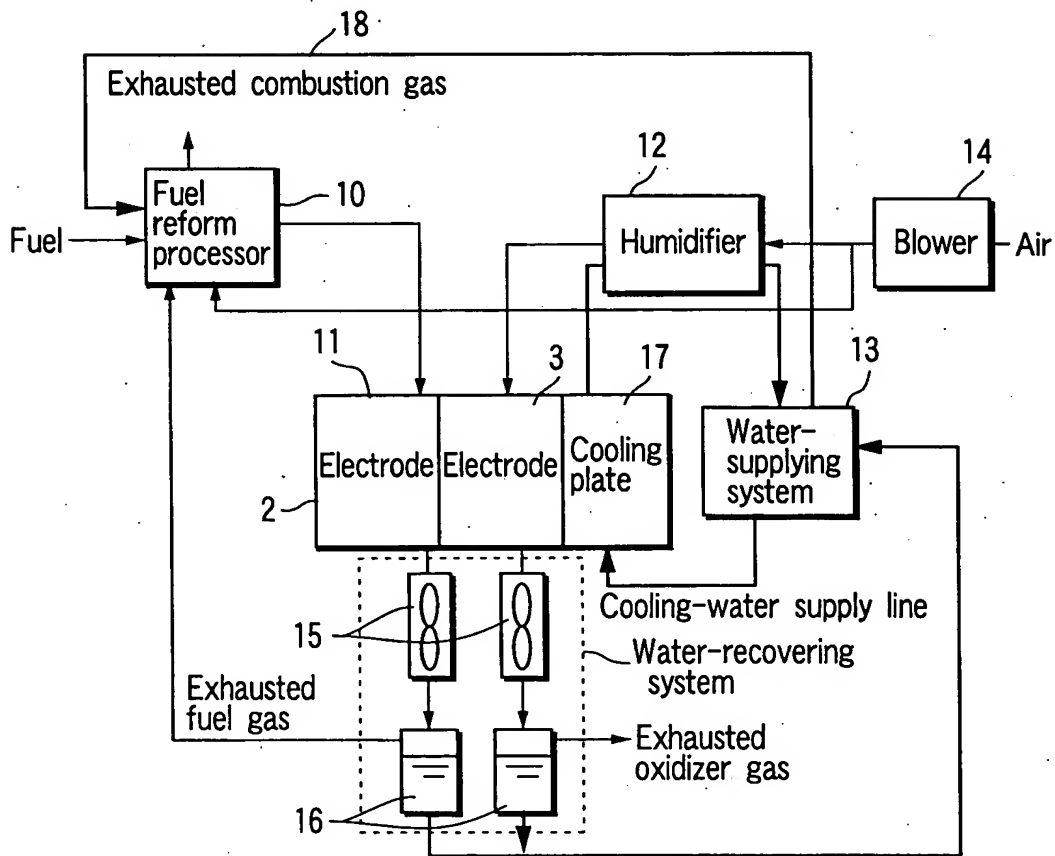 18
Exhausted combustion gas
12
14
Fuel
reform
processor
10
Fuel
Humidifier
Blower
Air
11
3
17
13
Electrode
Electrode
Cooling
plate
Water-
supplying
system
2
Cooling-water supply line
15
Water-recovering
system
Exhausted
fuel gas
Exhausted
oxidizer gas
16